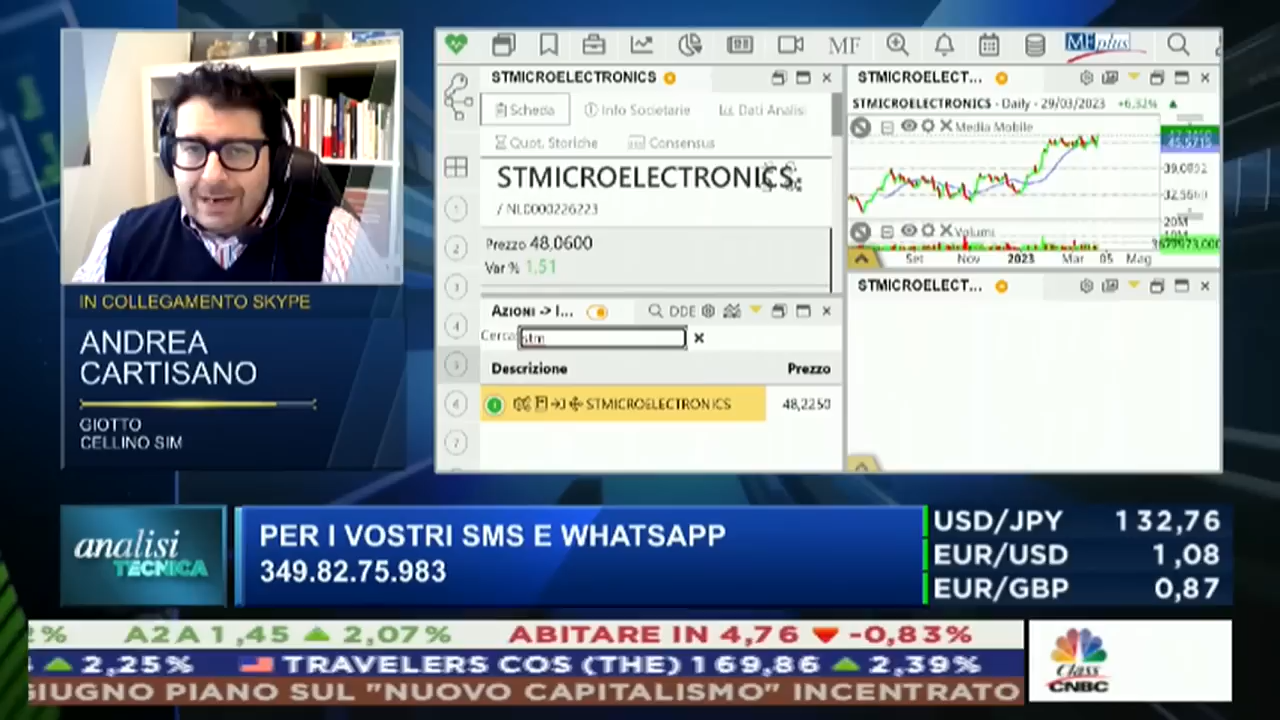 IN COLLEGAMENTO SKYPE
ANDREA
CARTISANO
GIOTTO
CELLINO SIM
MF
MFplus
STMICROELECTRONICS
Scheda
Info Societarie
Dati Analisi
Quot. Storiche
Consensus
STMICROELECTRONICS
/ NL0000226223
Prezzo 48,0600
Var % 1.51
AZIONI -> I...
DDE
Cerca: stm
Descrizione Prezzo
STMICROELECTRONICS 48,2250
STMICROELECT...
STMICROELECTRONICS - Daily - 29/03/2023 +6.32%
Media Mobile
45,5715
39,0892
Volumi
20M
Set Nov 2023 Mar 05 Mag
STMICROELECT...
analisi
TECNICA
PER I VOSTRI SMS E WHATSAPP
349.82.75.983
USD/JPY 132,76
EUR/USD 1,08
EUR/GBP 0,87
% A2A 1,45 2,07% ABITARE IN 4,76 -0,83%
2,25% TRAVELERS COS (THE) 169,86 2,39%
GIUGNO PIANO SUL "NUOVO CAPITALISMO" INCENTRATO
Class
CNBC